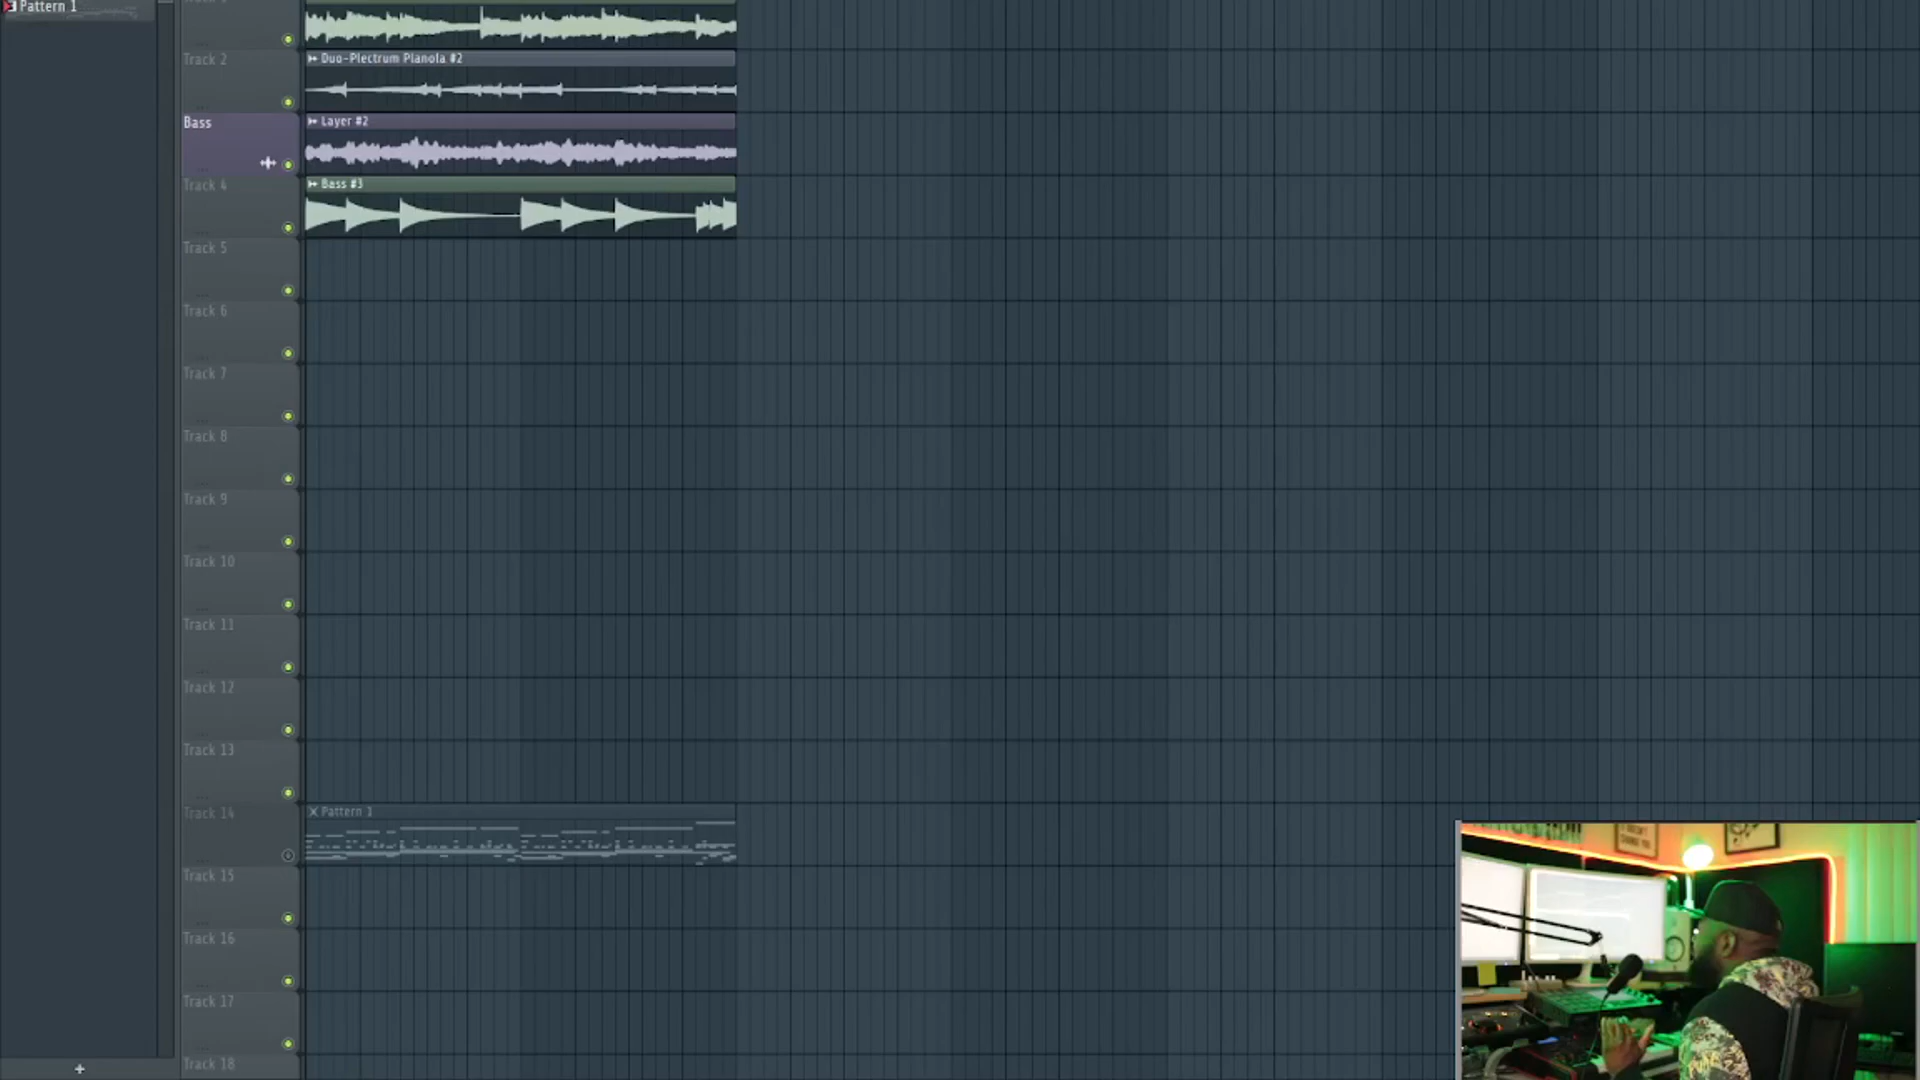 Pattern 1
Track 2
Duo-Plectrum Pianola #2
Bass
Layer #2
Track 4
Bass #3
Track 5
Track 6
Track 7
Track 8
Track 9
Track 10
Track 11
Track 12
Track 13
Track 14
Pattern 1
Track 15
Track 16
Track 17
Track 18